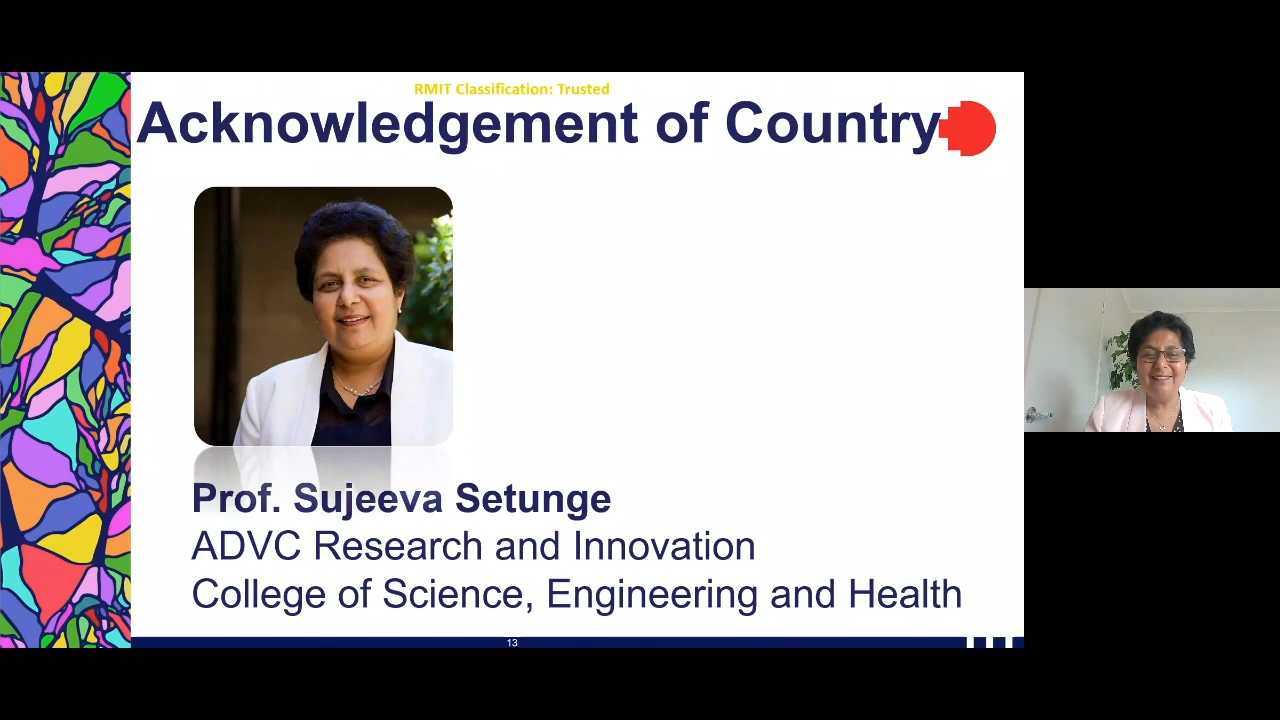 RMIT Classification: Trusted
Acknowledgement of Country
Prof. Sujeeva Setunge
ADVC Research and Innovation
College of Science, Engineering and Health
13